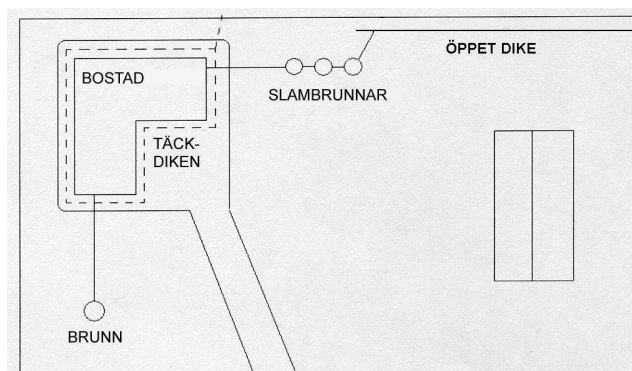 ÖPPET DIKE
BOSTAD
SLAMBRUNNAR
TÄCK-
DIKEN
BRUNN